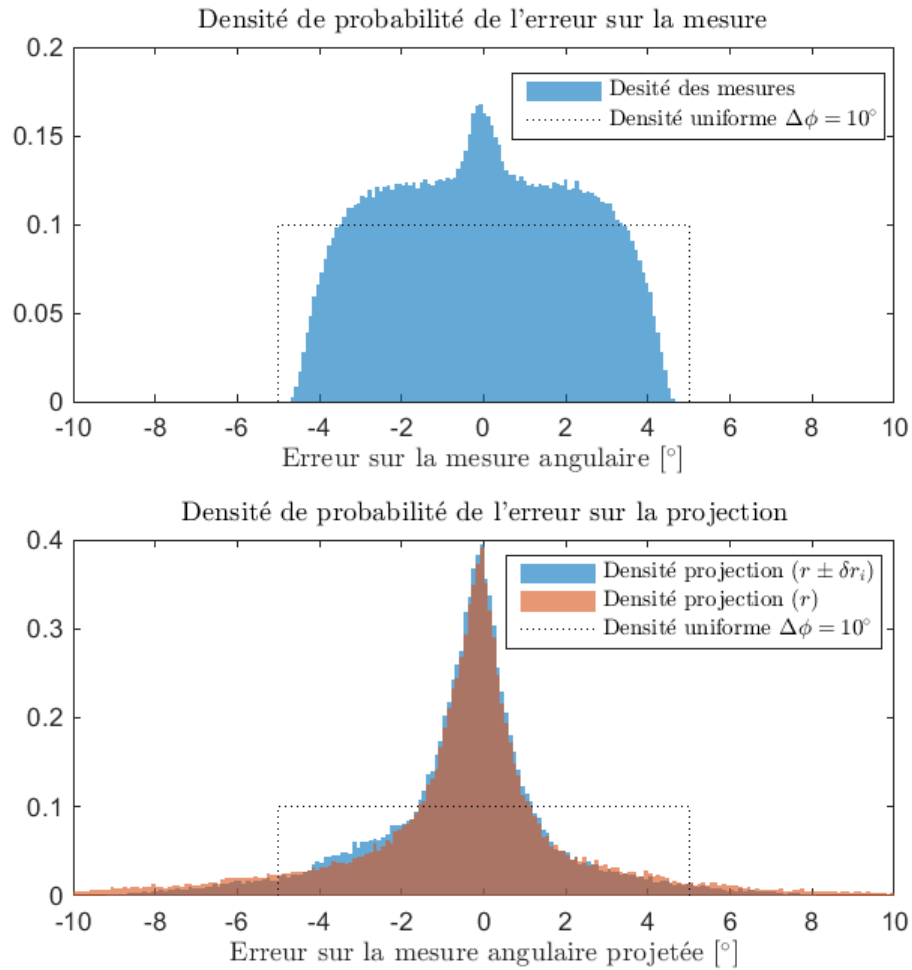 Densité de probabilité de l'erreur sur la mesure
0.2
Desité des mesures
Densité uniforme Δϕ = 10°
0.15
0.1
0.05
0
-10 -8 -6 -4 -2 0 2 4 6 8 10
Erreur sur la mesure angulaire [°]
Densité de probabilité de l'erreur sur la projection
0.4
Densité projection (r ± δrᵢ)
Densité projection (r)
Densité uniforme Δϕ = 10°
0.3
0.2
0.1
0
-10 -8 -6 -4 -2 0 2 4 6 8 10
Erreur sur la mesure angulaire projetée [°]